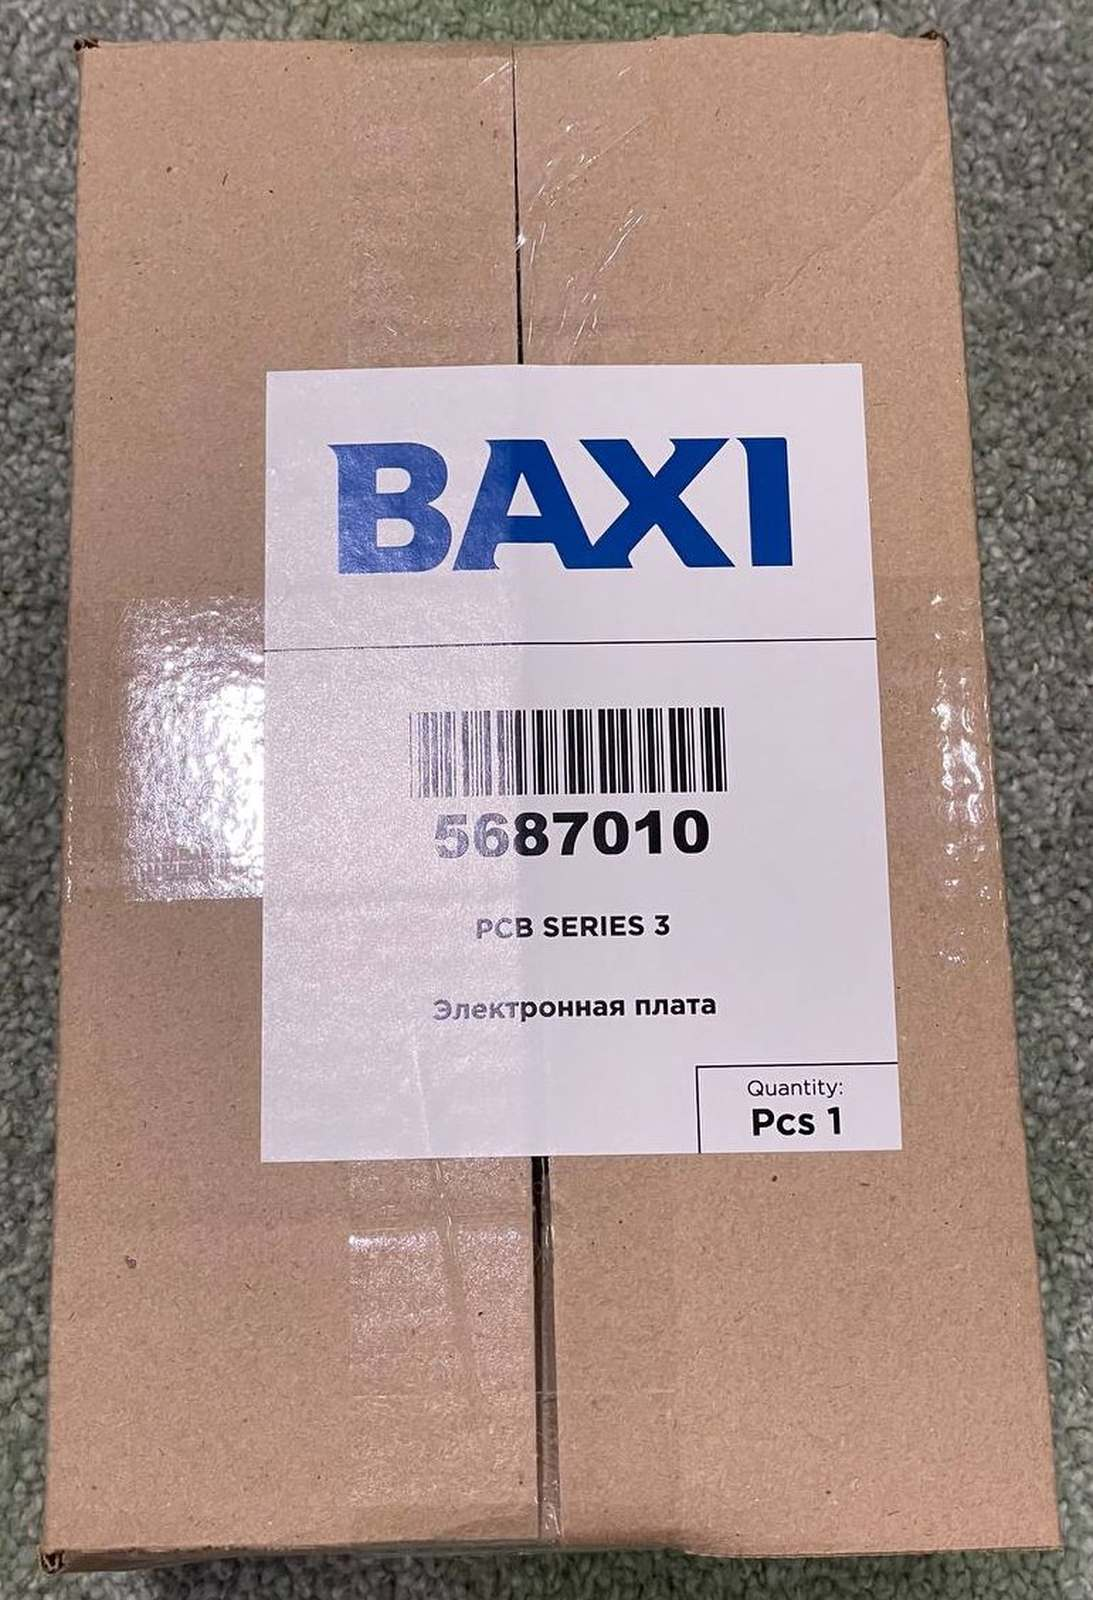 BAXI
5687010
PCB SERIES 3
Электронная плата
Quantity:
Pcs 1